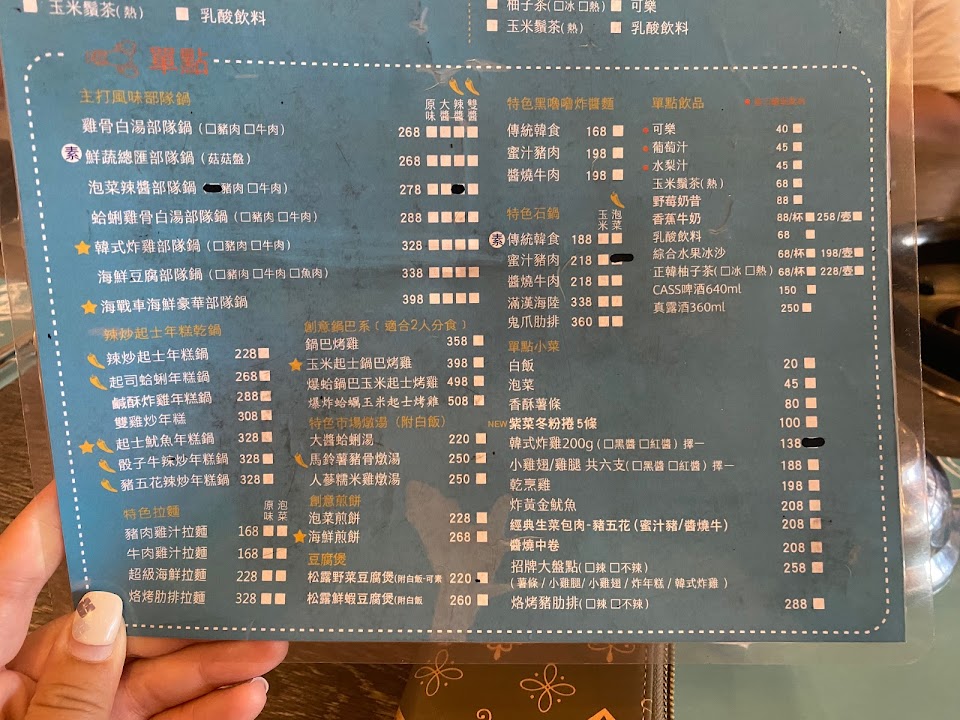 玉米鬚茶(熱) ■ 乳酸飲料
柚子茶(□冰 □熱) ■ 可樂
玉米鬚茶(熱) ■ 乳酸飲料
單點
主打風味部隊鍋
原味 大醬 辣醬 雙醬
雞骨白湯部隊鍋 (□豬肉 □牛肉) 268
素 鮮蔬總匯部隊鍋 (菇菇盤) 268
泡菜辣醬部隊鍋 豬肉 □牛肉) 278
蛤蜊雞骨白湯部隊鍋 (□豬肉 □牛肉) 288
韓式炸雞部隊鍋 (□豬肉 □牛肉) 328
海鮮豆腐部隊鍋 (□豬肉 □牛肉 □魚肉) 338
海戰車海鮮豪華部隊鍋 398
辣炒起士年糕乾鍋
辣炒起士年糕鍋 228
起司蛤蜊年糕鍋 268
鹹酥炸雞年糕鍋 288
雙雞炒年糕 308
起士魷魚年糕鍋 328
骰子牛辣炒年糕鍋 328
豬五花辣炒年糕鍋 328
特色拉麵
原味 泡菜
豬肉雞汁拉麵 168
牛肉雞汁拉麵 168
超級海鮮拉麵 228
烙烤肋排拉麵 328
創意鍋巴系﹝適合2人分食﹞
鍋巴烤雞 358
玉米起士鍋巴烤雞 398
爆蛤鍋巴玉米起士烤雞 498
爆炸蛤蠣玉米起士烤雞 508
特色市場燉湯（附白飯）
大醬蛤蜊湯 220
馬鈴薯豬骨燉湯 250
人蔘糯米雞燉湯 250
創意煎餅
泡菜煎餅 228
海鮮煎餅 268
豆腐煲
松露野菜豆腐煲(附白飯-可素 220
松露鮮蝦豆腐煲(附白飯 260
特色黑嚕嚕炸醬麵
傳統韓食 168
蜜汁豬肉 198
醬燒牛肉 198
特色石鍋
玉米 泡菜
素 傳統韓食 188
蜜汁豬肉 218
醬燒牛肉 218
滿漢海陸 338
鬼爪肋排 360
單點飲品
可樂 40
葡萄汁 45
水梨汁 45
玉米鬚茶(熱) 68
野莓奶昔 88
香蕉牛奶 88/杯■ 258/壺■
乳酸飲料 68
綜合水果冰沙 68/杯■ 198/壺■
正韓柚子茶(□冰 □熱) 68/杯■ 228/壺■
CASS啤酒640ml 150
真露酒360ml 250
單點小菜
白飯 20
泡菜 45
香酥薯條 80
NEW 紫菜冬粉捲 5條 100
韓式炸雞200g (□黑醬 □紅醬) 擇一 138
小雞翅/雞腿 共六支(□黑醬 □紅醬) 擇一 188
乾烹雞 198
炸黃金魷魚 208
經典生菜包肉-豬五花 (蜜汁豬/醬燒牛) 208
醬燒中卷 208
招牌大盤點(□辣 □不辣) 258
(薯條/小雞腿/小雞翅/炸年糕/韓式炸雞)
烙烤豬肋排(□辣 □不辣) 288